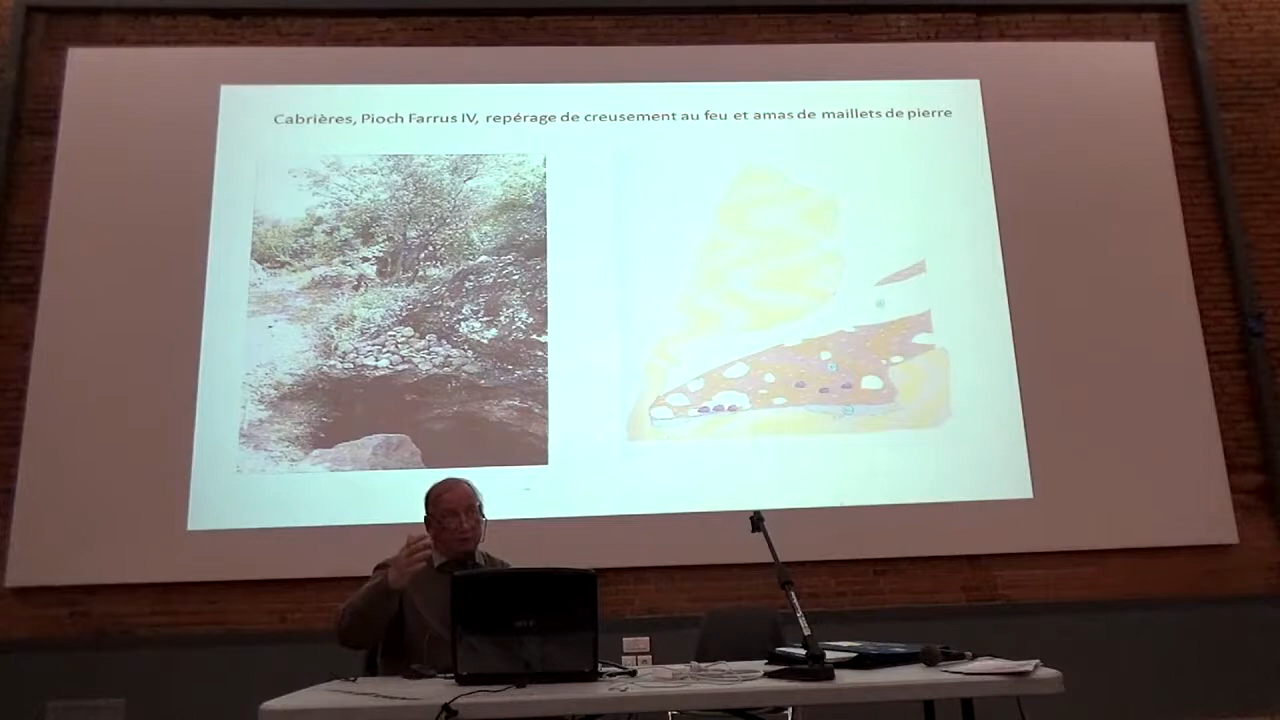 Cabrières, Pioch Farrus IV, repérage de creusement au feu et amas de maillets de pierre